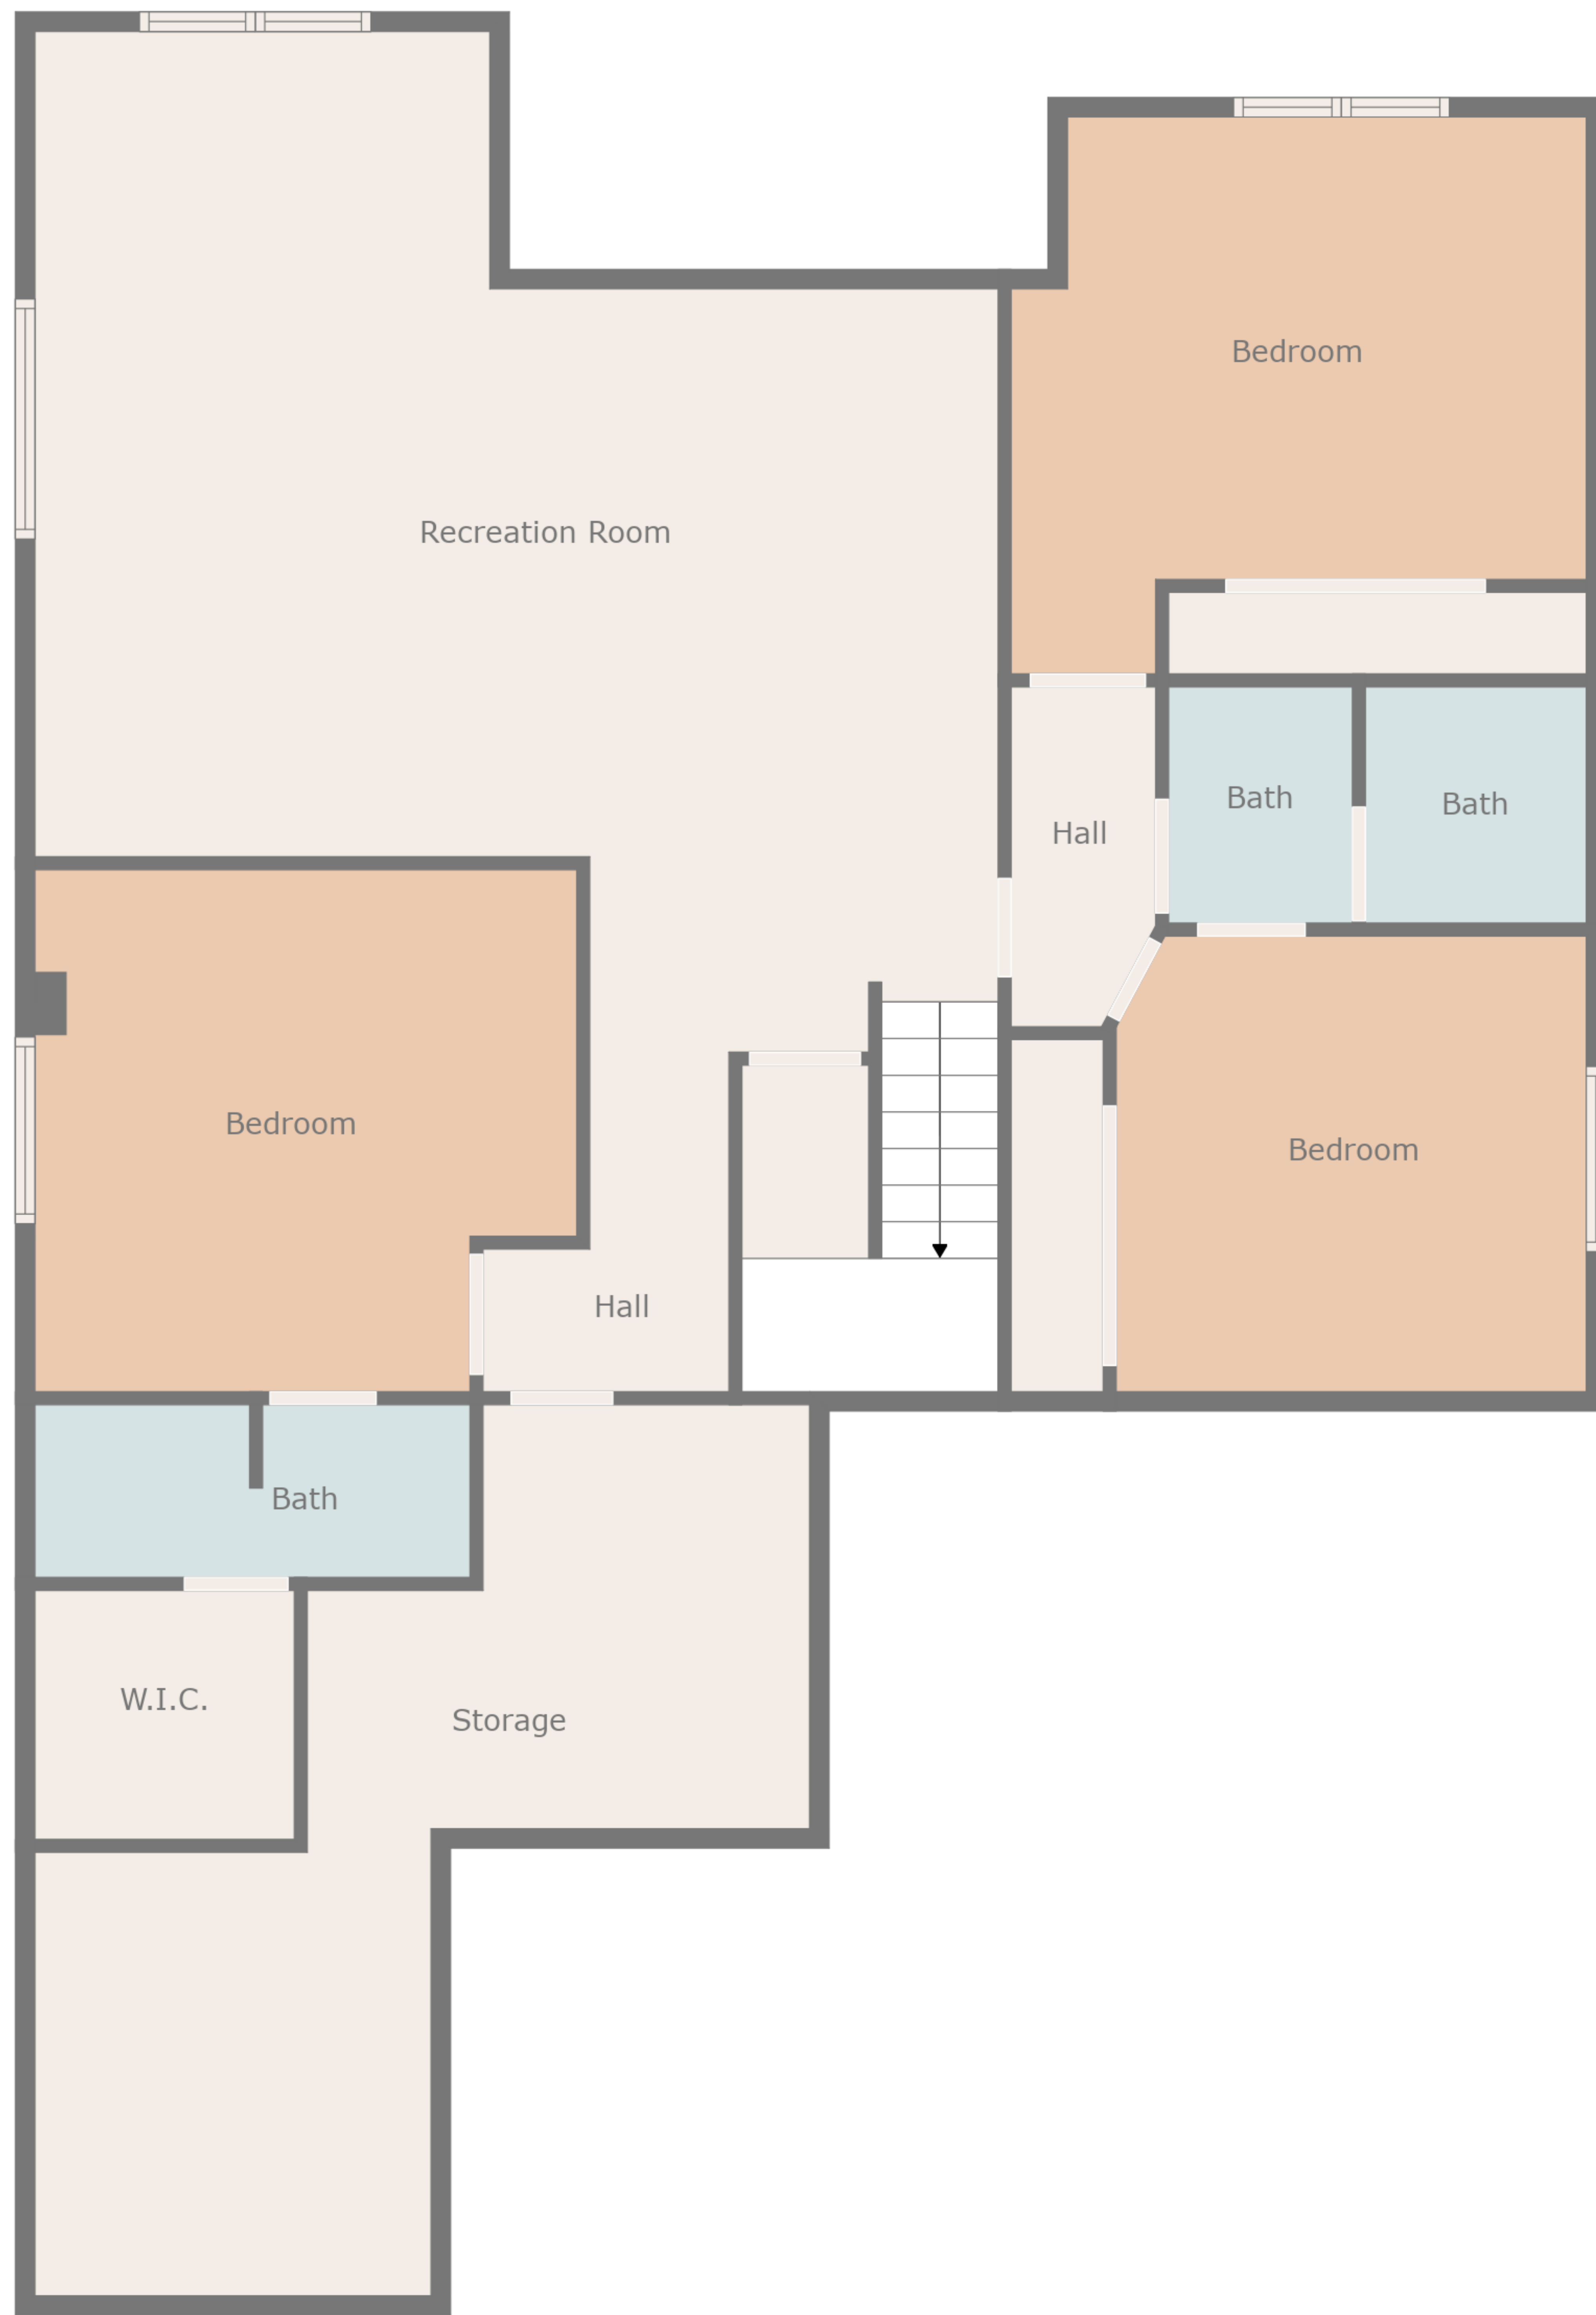 Bedroom
Recreation Room
Bath
Bath
Hall
Bedroom
Bedroom
Hall
Bath
W.I.C.
Storage